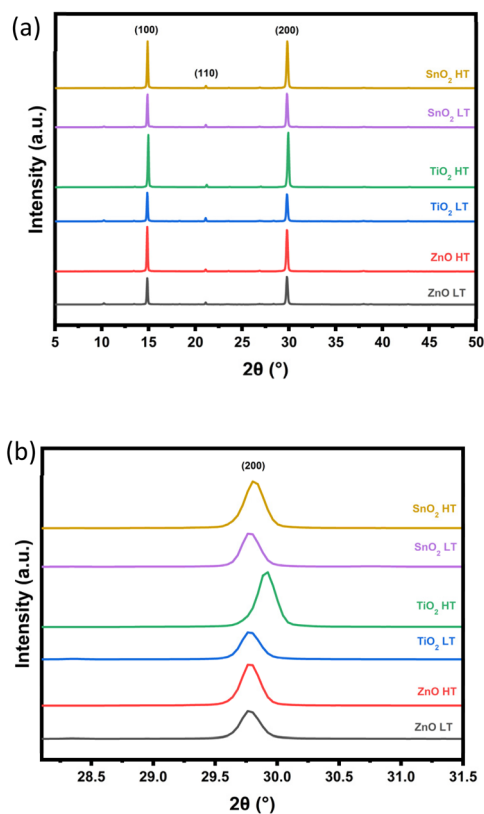 (a)
(100)
(110)
(200)
SnO₂ HT
SnO₂ LT
TiO₂ HT
TiO₂ LT
ZnO HT
ZnO LT
Intensity (a.u.)
5 10 15 20 25 30 35 40 45 50
2θ (°)
(b)
(200)
SnO₂ HT
SnO₂ LT
TiO₂ HT
TiO₂ LT
ZnO HT
ZnO LT
Intensity (a.u.)
28.5 29.0 29.5 30.0 30.5 31.0 31.5
2θ (°)